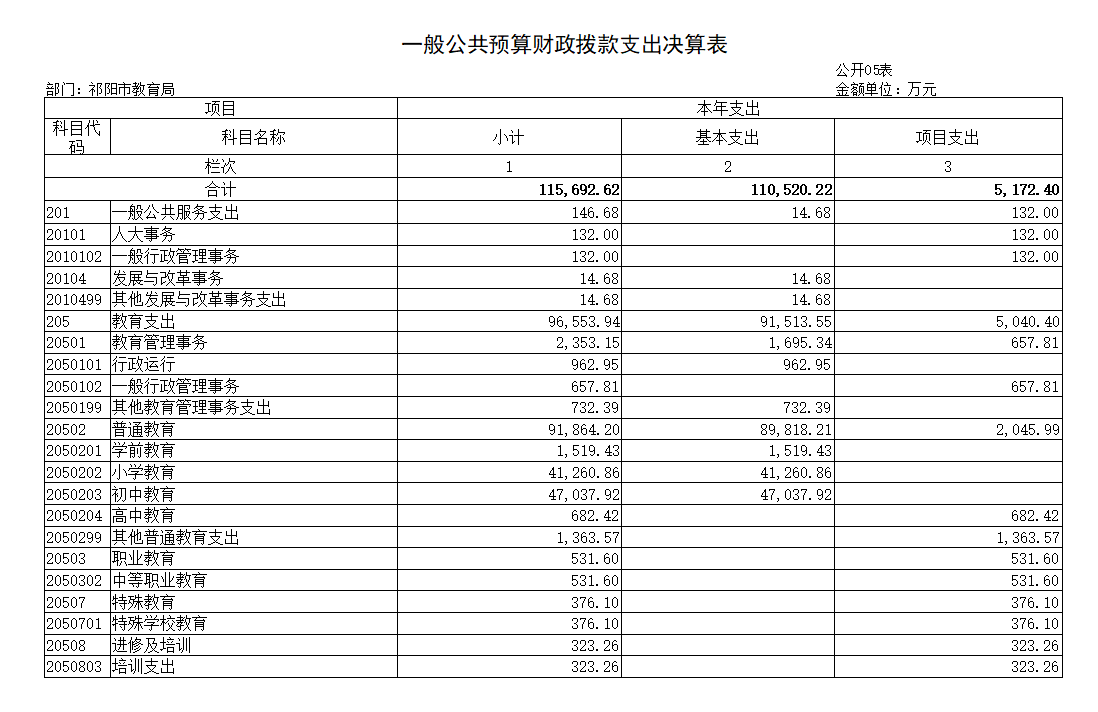 一般公共预算财政拨款支出决算表
公开05表
部门：祁阳市教育局 金额单位：万元
项目 本年支出
科目代码 科目名称 小计 基本支出 项目支出
栏次 1 2 3
合计 115,692.62 110,520.22 5,172.40
201 一般公共服务支出 146.68 14.68 132.00
20101 人大事务 132.00 132.00
2010102 一般行政管理事务 132.00 132.00
20104 发展与改革事务 14.68 14.68
2010499 其他发展与改革事务支出 14.68 14.68
205 教育支出 96,553.94 91,513.55 5,040.40
20501 教育管理事务 2,353.15 1,695.34 657.81
2050101 行政运行 962.95 962.95
2050102 一般行政管理事务 657.81 657.81
2050199 其他教育管理事务支出 732.39 732.39
20502 普通教育 91,864.20 89,818.21 2,045.99
2050201 学前教育 1,519.43 1,519.43
2050202 小学教育 41,260.86 41,260.86
2050203 初中教育 47,037.92 47,037.92
2050204 高中教育 682.42 682.42
2050299 其他普通教育支出 1,363.57 1,363.57
20503 职业教育 531.60 531.60
2050302 中等职业教育 531.60 531.60
20507 特殊教育 376.10 376.10
2050701 特殊学校教育 376.10 376.10
20508 进修及培训 323.26 323.26
2050803 培训支出 323.26 323.26